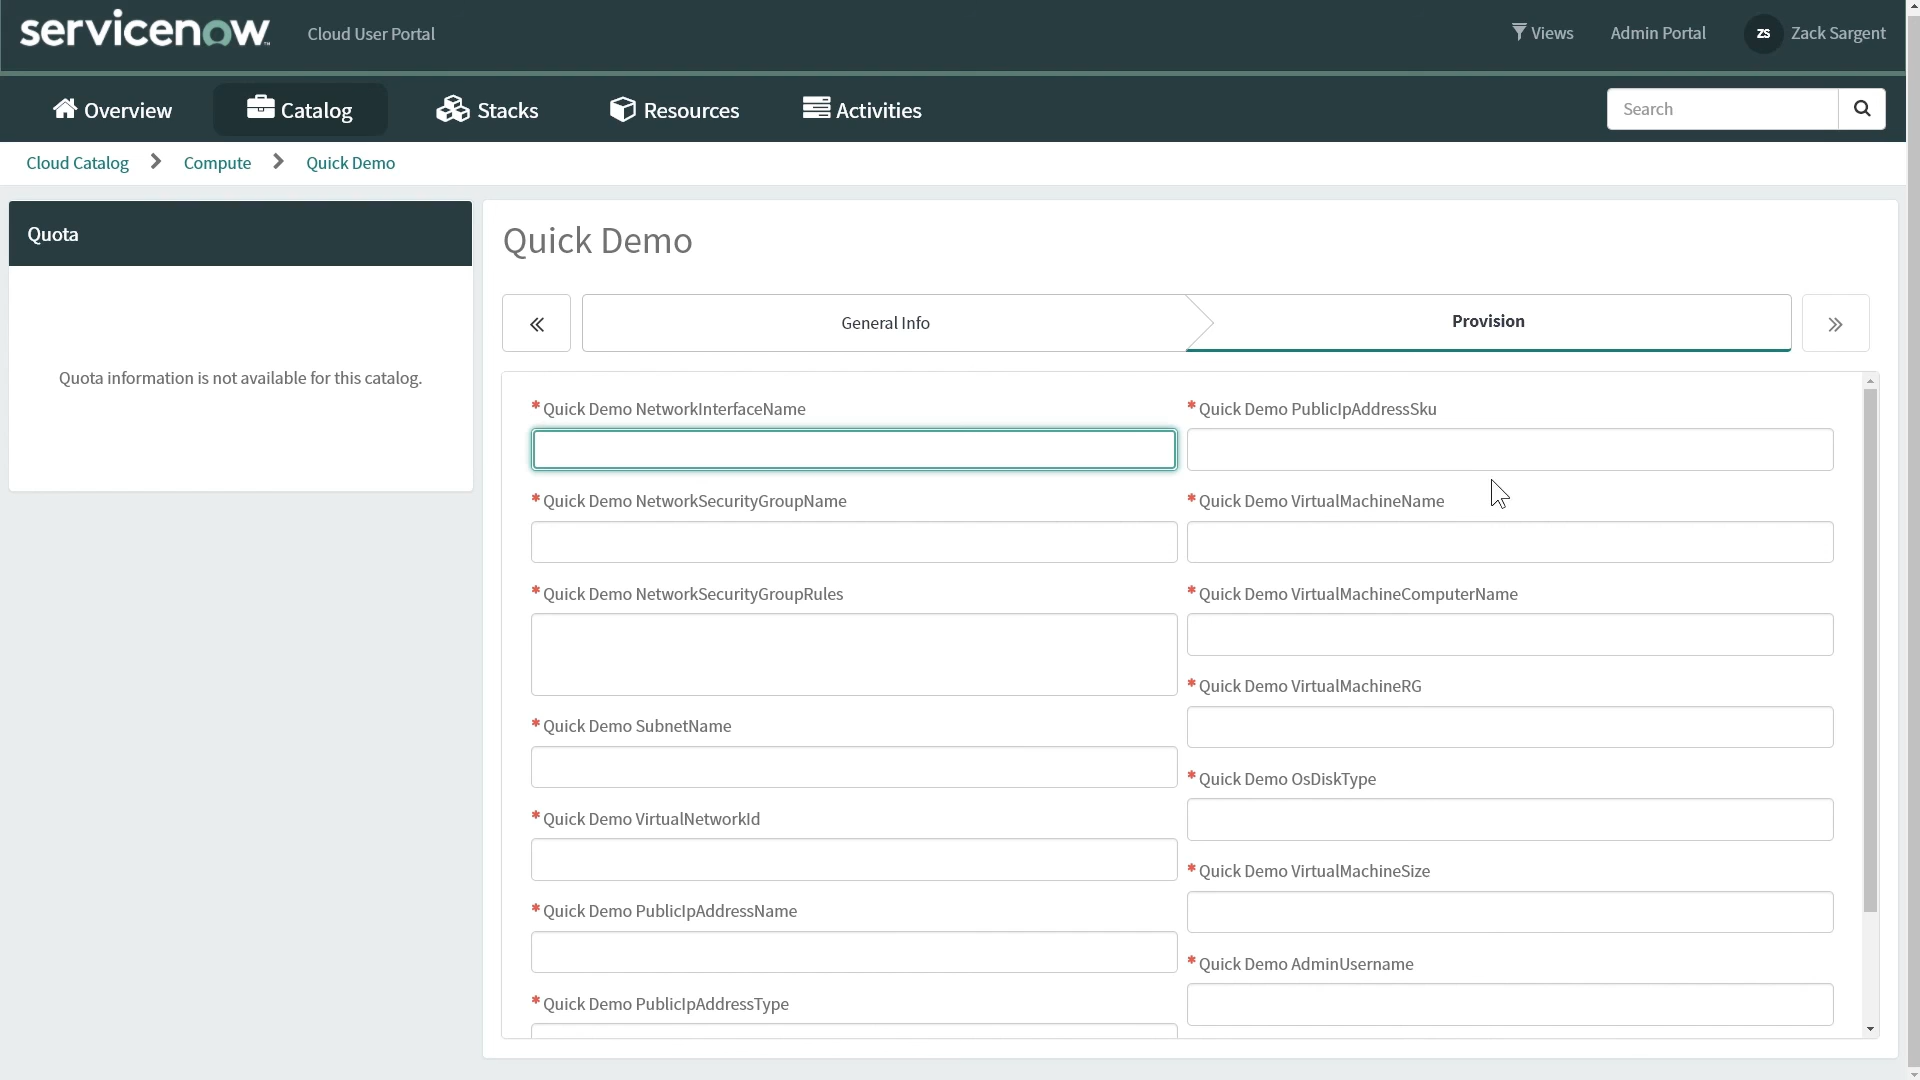 servicenow™ Cloud User Portal Views Admin Portal ZS Zack Sargent
Overview Catalog Stacks Resources Activities Search
Cloud Catalog Compute Quick Demo
Quota
Quota information is not available for this catalog.
Quick Demo
« General Info Provision »
* Quick Demo NetworkInterfaceName
* Quick Demo NetworkSecurityGroupName
* Quick Demo NetworkSecurityGroupRules
* Quick Demo SubnetName
* Quick Demo VirtualNetworkId
* Quick Demo PublicIpAddressName
* Quick Demo PublicIpAddressType
* Quick Demo PublicIpAddressSku
* Quick Demo VirtualMachineName
* Quick Demo VirtualMachineComputerName
* Quick Demo VirtualMachineRG
* Quick Demo OsDiskType
* Quick Demo VirtualMachineSize
* Quick Demo AdminUsername